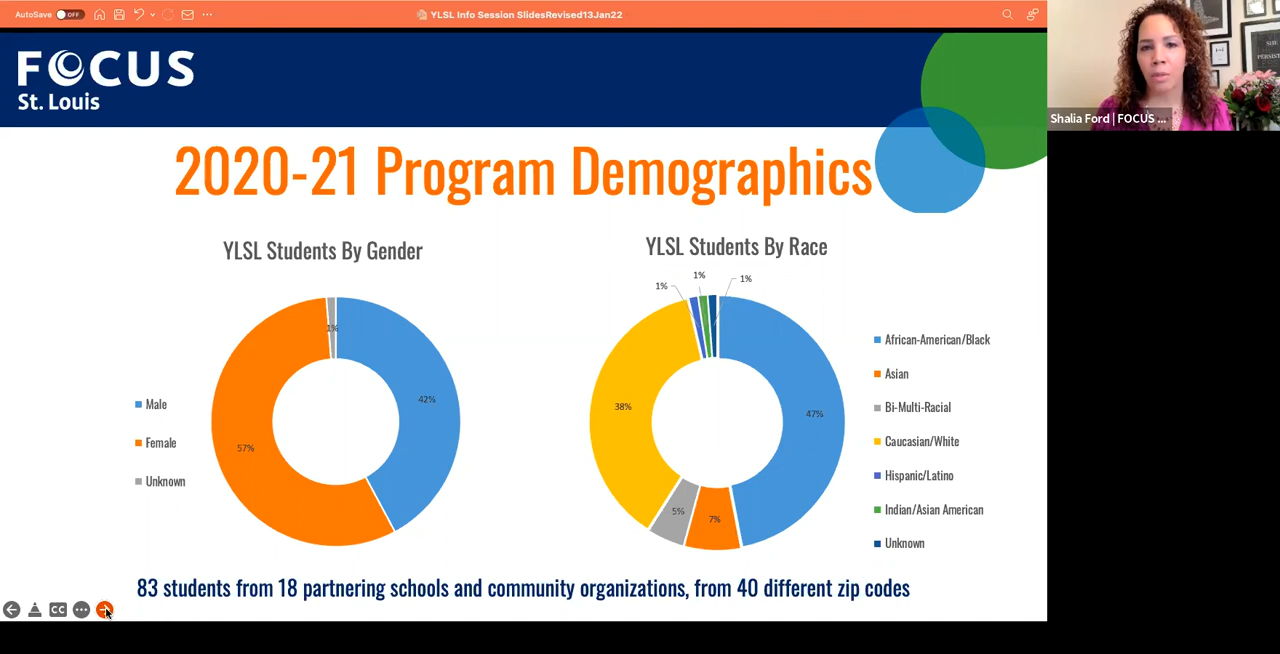 AutoSave OFF
YLSL Info Session SlidesRevised13Jan22
FOCUS
St. Louis
Shalia Ford | FOCUS ...
SHE
PERSIST
2020-21 Program Demographics
YLSL Students By Gender
1%
42%
57%
Male
Female
Unknown
YLSL Students By Race
1%
1%
1%
38%
47%
5%
7%
African-American/Black
Asian
Bi-Multi-Racial
Caucasian/White
Hispanic/Latino
Indian/Asian American
Unknown
83 students from 18 partnering schools and community organizations, from 40 different zip codes
CC